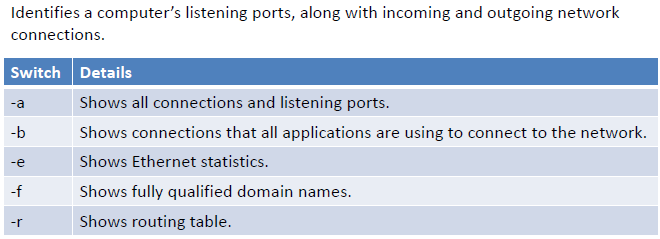 Identifies a computer’s listening ports, along with incoming and outgoing network
connections.
Switch Details
-a Shows all connections and listening ports.
-b Shows connections that all applications are using to connect to the network.
-e Shows Ethernet statistics.
-f Shows fully qualified domain names.
-r Shows routing table.